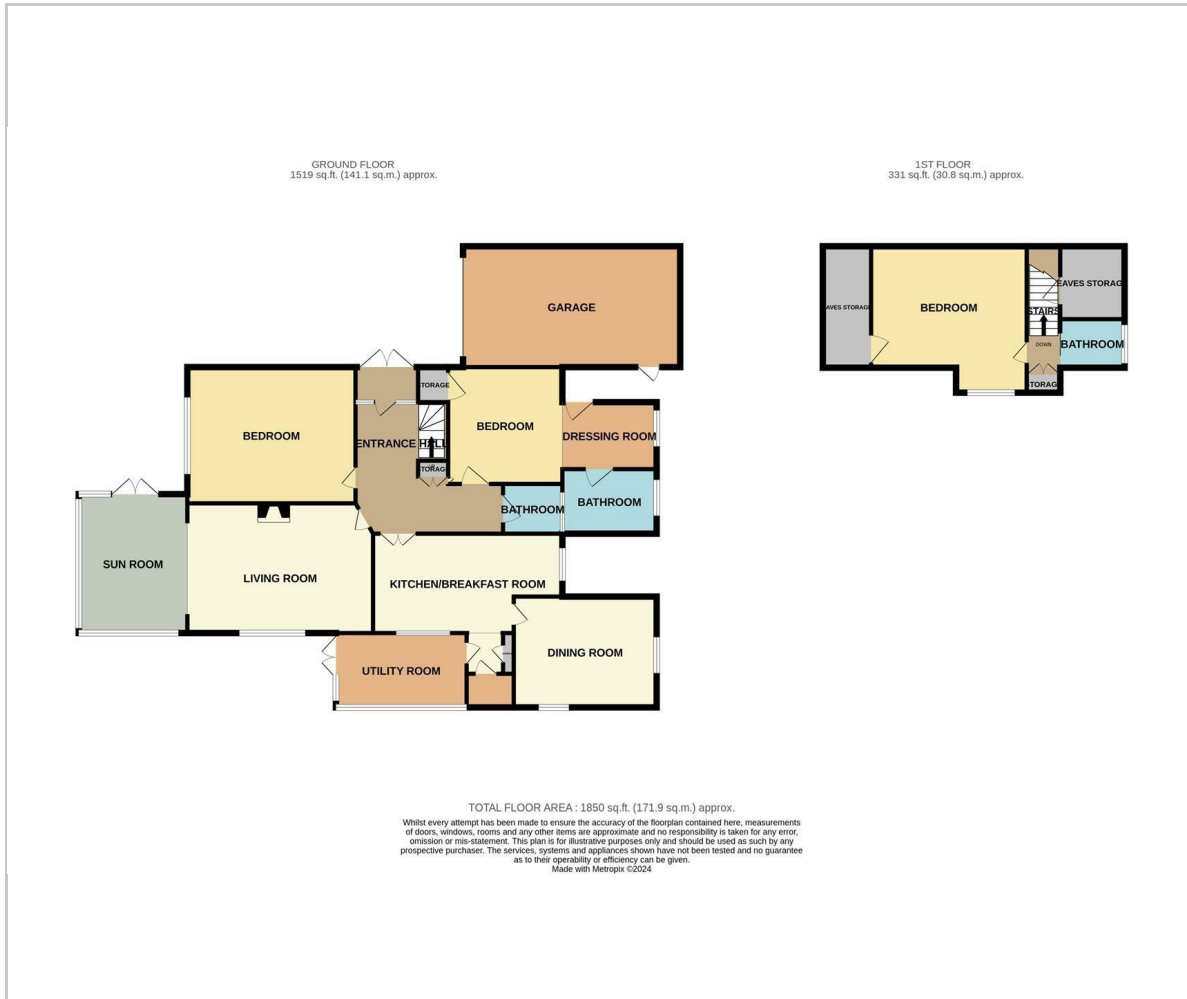 GROUND FLOOR
1519 sq.ft. (141.1 sq.m.) approx.
1ST FLOOR
331 sq.ft. (30.8 sq.m.) approx.
GARAGE
STORAGE
BEDROOM
BEDROOM
ENTRANCE HALL
DRESSING ROOM
STORAG
BATHROOM
BATHROOM
SUN ROOM
LIVING ROOM
KITCHEN/BREAKFAST ROOM
DINING ROOM
UTILITY ROOM
AVES STORAGE
BEDROOM
STAIRS
EAVES STORAG
DOWN
BATHROOM
STORAG
TOTAL FLOOR AREA : 1850 sq.ft. (171.9 sq.m.) approx.
Whilst every attempt has been made to ensure the accuracy of the floorplan contained here, measurements
of doors, windows, rooms and any other items are approximate and no responsibility is taken for any error,
omission or mis-statement. This plan is for illustrative purposes only and should be used as such by any
prospective purchaser. The services, systems and appliances shown have not been tested and no guarantee
as to their operability or efficiency can be given.
Made with Metropix ©2024